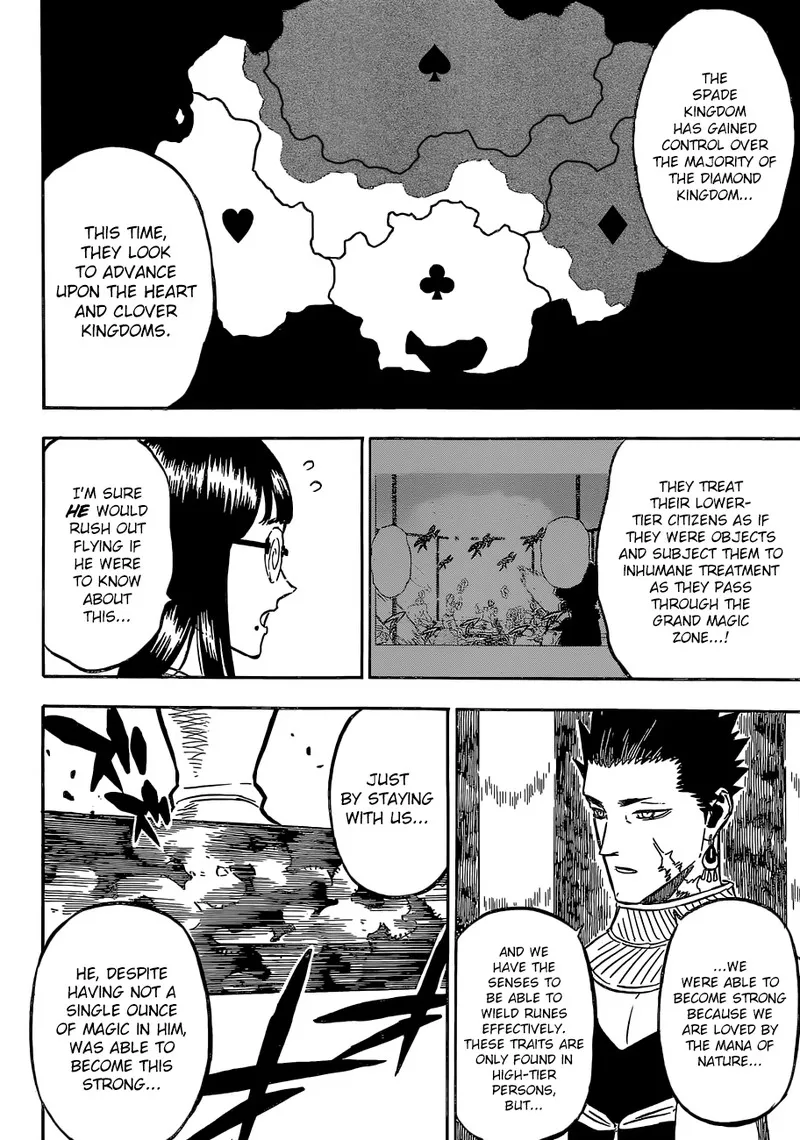 THE
SPADE
KINGDOM
HAS GAINED
CONTROL OVER
THE MAJORITY OF
THE DIAMOND
KINGDOM...
THIS TIME,
THEY LOOK
TO ADVANCE
UPON THE HEART
AND CLOVER
KINGDOMS.
THEY TREAT
THEIR LOWER-
TIER CITIZENS AS IF
THEY WERE OBJECTS
AND SUBJECT THEM TO
INHUMANE TREATMENT
AS THEY PASS
THROUGH THE
GRAND MAGIC
ZONE...!
I'M SURE
HE WOULD
RUSH OUT
FLYING IF
HE WERE
TO KNOW
ABOUT
THIS...
...WE
WERE ABLE TO
BECOME STRONG
BECAUSE WE
ARE LOVED BY
THE MANA OF
NATURE...
AND WE
HAVE THE
SENSES TO
BE ABLE TO
WIELD RUNES
EFFECTIVELY.
THESE TRAITS ARE
ONLY FOUND IN
HIGH-TIER
PERSONS,
BUT...
JUST
BY STAYING
WITH US...
HE, DESPITE
HAVING NOT A
SINGLE OUNCE
OF MAGIC IN HIM,
WAS ABLE TO
BECOME THIS
STRONG...